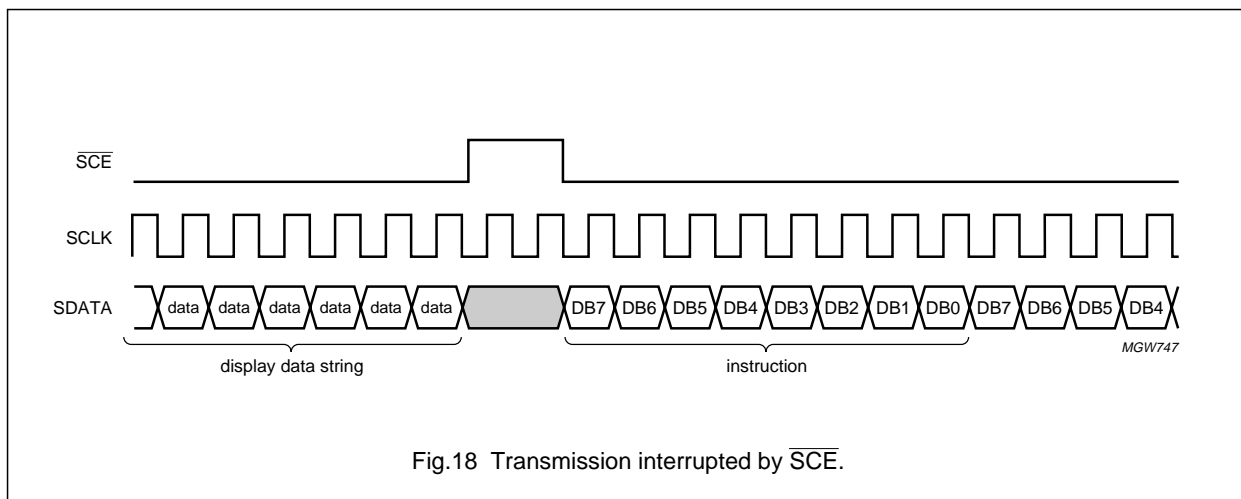 SCE
SCLK
SDATA data data data data data data DB7 DB6 DB5 DB4 DB3 DB2 DB1 DB0 DB7 DB6 DB5 DB4
MGW747
display data string instruction
Fig.18 Transmission interrupted by SCE.